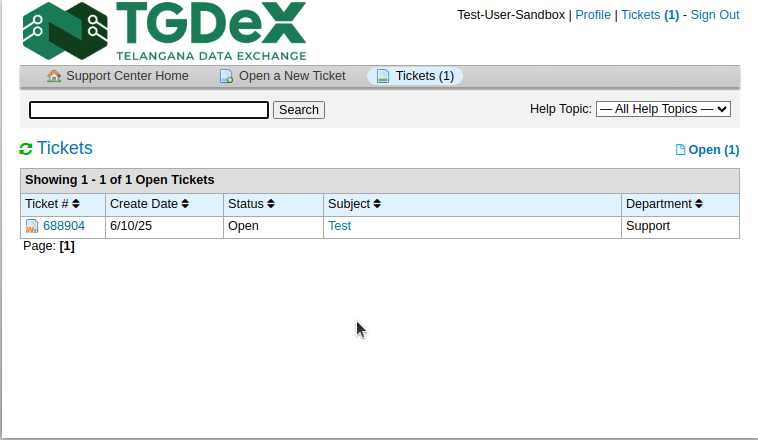 TGDeX
TELANGANA DATA EXCHANGE
Test-User-Sandbox | Profile | Tickets (1) - Sign Out
Support Center Home Open a New Ticket Tickets (1)
Search Help Topic: — All Help Topics —
Tickets Open (1)
Showing 1 - 1 of 1 Open Tickets
Ticket # Create Date Status Subject Department
688904 6/10/25 Open Test Support
Page: [1]